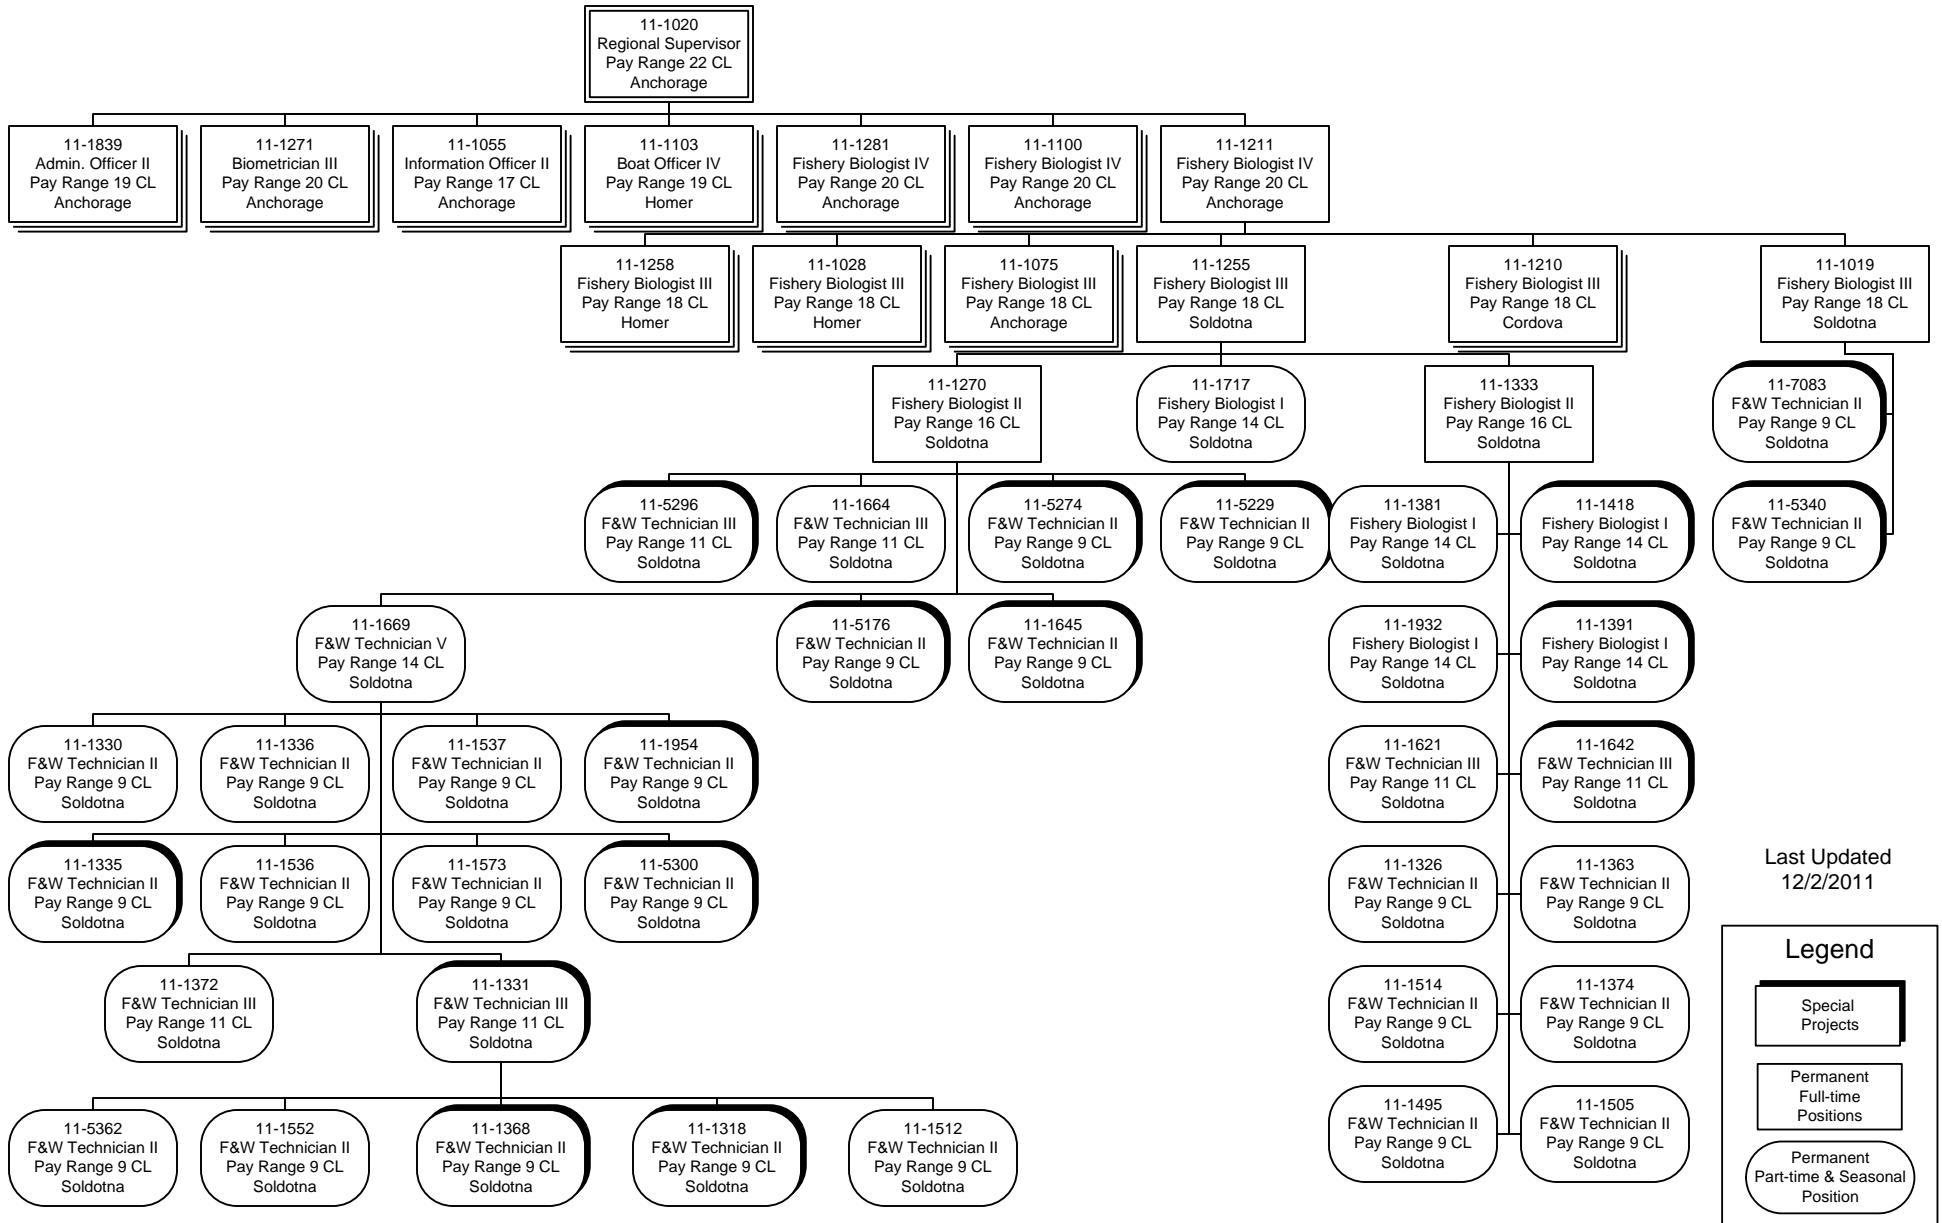 11-1020
Regional Supervisor
Pay Range 22 CL
Anchorage
11-1839
Admin. Officer II
Pay Range 19 CL
Anchorage
11-1271
Biometrician III
Pay Range 20 CL
Anchorage
11-1055
Information Officer II
Pay Range 17 CL
Anchorage
11-1103
Boat Officer IV
Pay Range 19 CL
Homer
11-1281
Fishery Biologist IV
Pay Range 20 CL
Anchorage
11-1100
Fishery Biologist IV
Pay Range 20 CL
Anchorage
11-1211
Fishery Biologist IV
Pay Range 20 CL
Anchorage
11-1258
Fishery Biologist III
Pay Range 18 CL
Homer
11-1028
Fishery Biologist III
Pay Range 18 CL
Homer
11-1075
Fishery Biologist III
Pay Range 18 CL
Anchorage
11-1255
Fishery Biologist III
Pay Range 18 CL
Soldotna
11-1210
Fishery Biologist III
Pay Range 18 CL
Cordova
11-1019
Fishery Biologist III
Pay Range 18 CL
Soldotna
11-1270
Fishery Biologist II
Pay Range 16 CL
Soldotna
11-1717
Fishery Biologist I
Pay Range 14 CL
Soldotna
11-1333
Fishery Biologist II
Pay Range 16 CL
Soldotna
11-7083
F&W Technician II
Pay Range 9 CL
Soldotna
11-5296
F&W Technician III
Pay Range 11 CL
Soldotna
11-1664
F&W Technician III
Pay Range 11 CL
Soldotna
11-5274
F&W Technician II
Pay Range 9 CL
Soldotna
11-5229
F&W Technician II
Pay Range 9 CL
Soldotna
11-1381
Fishery Biologist I
Pay Range 14 CL
Soldotna
11-1418
Fishery Biologist I
Pay Range 14 CL
Soldotna
11-5340
F&W Technician II
Pay Range 9 CL
Soldotna
11-1669
F&W Technician V
Pay Range 14 CL
Soldotna
11-5176
F&W Technician II
Pay Range 9 CL
Soldotna
11-1645
F&W Technician II
Pay Range 9 CL
Soldotna
11-1932
Fishery Biologist I
Pay Range 14 CL
Soldotna
11-1391
Fishery Biologist I
Pay Range 14 CL
Soldotna
11-1330
F&W Technician II
Pay Range 9 CL
Soldotna
11-1336
F&W Technician II
Pay Range 9 CL
Soldotna
11-1537
F&W Technician II
Pay Range 9 CL
Soldotna
11-1954
F&W Technician II
Pay Range 9 CL
Soldotna
11-1621
F&W Technician III
Pay Range 11 CL
Soldotna
11-1642
F&W Technician III
Pay Range 11 CL
Soldotna
11-1335
F&W Technician II
Pay Range 9 CL
Soldotna
11-1536
F&W Technician II
Pay Range 9 CL
Soldotna
11-1573
F&W Technician II
Pay Range 9 CL
Soldotna
11-5300
F&W Technician II
Pay Range 9 CL
Soldotna
11-1326
F&W Technician II
Pay Range 9 CL
Soldotna
11-1363
F&W Technician II
Pay Range 9 CL
Soldotna
Last Updated
12/2/2011
11-1372
F&W Technician III
Pay Range 11 CL
Soldotna
11-1331
F&W Technician III
Pay Range 11 CL
Soldotna
11-1514
F&W Technician II
Pay Range 9 CL
Soldotna
11-1374
F&W Technician II
Pay Range 9 CL
Soldotna
11-5362
F&W Technician II
Pay Range 9 CL
Soldotna
11-1552
F&W Technician II
Pay Range 9 CL
Soldotna
11-1368
F&W Technician II
Pay Range 9 CL
Soldotna
11-1318
F&W Technician II
Pay Range 9 CL
Soldotna
11-1512
F&W Technician II
Pay Range 9 CL
Soldotna
11-1495
F&W Technician II
Pay Range 9 CL
Soldotna
11-1505
F&W Technician II
Pay Range 9 CL
Soldotna
Legend
Special
Projects
Permanent
Full-time
Positions
Permanent
Part-time & Seasonal
Position